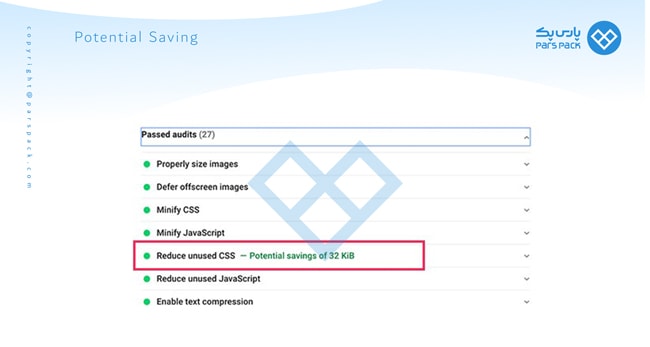 Potential Saving
پارس پک
PARS PACK
copyright@parspack.com
Passed audits (27)
Properly size images
Defer offscreen images
Minify CSS
Minify JavaScript
Reduce unused CSS — Potential savings of 32 KiB
Reduce unused JavaScript
Enable text compression